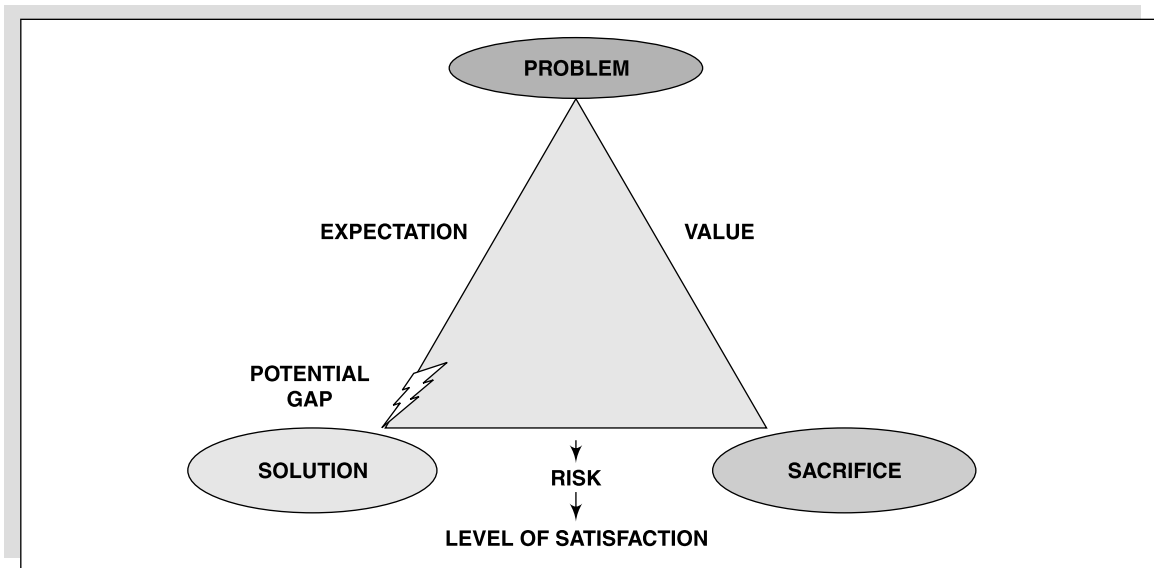 PROBLEM
EXPECTATION
VALUE
POTENTIAL
GAP
SOLUTION
RISK
SACRIFICE
LEVEL OF SATISFACTION